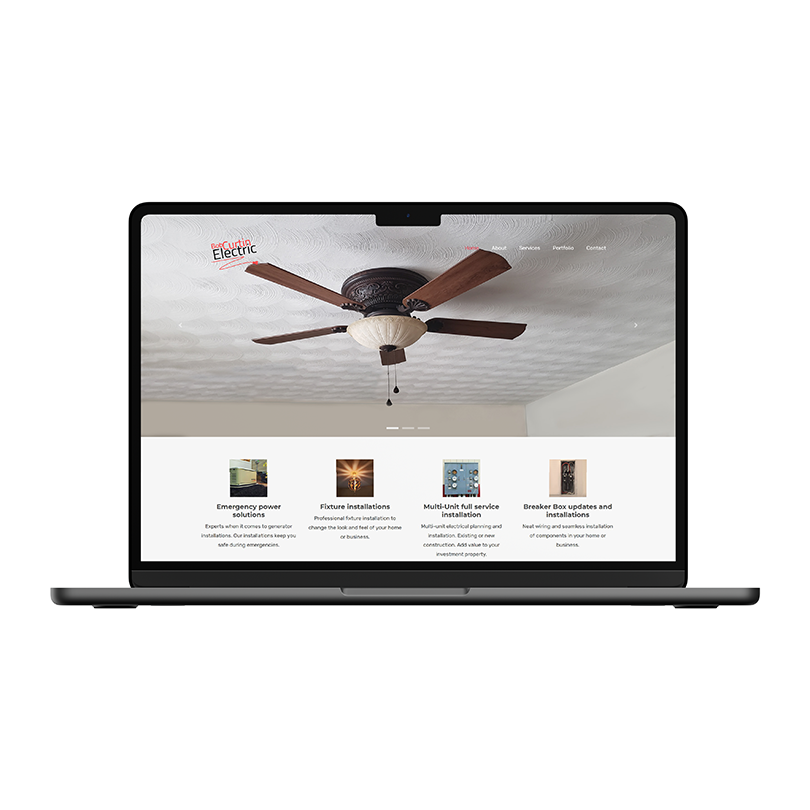 Bob Curtin
Electric
Home About Services Portfolio Contact
Emergency power
solutions
Experts when it comes to generator
installations. Our installations keep you
safe during emergencies.
Fixture installations
Professional fixture installation to
change the look and feel of your home
or business.
Multi-Unit full service
installation
Multi-unit electrical planning and
installation. Existing or new
construction. Add value to your
investment property.
Breaker Box updates and
installations
Neat wiring and seamless installation
of components in your home or
business.